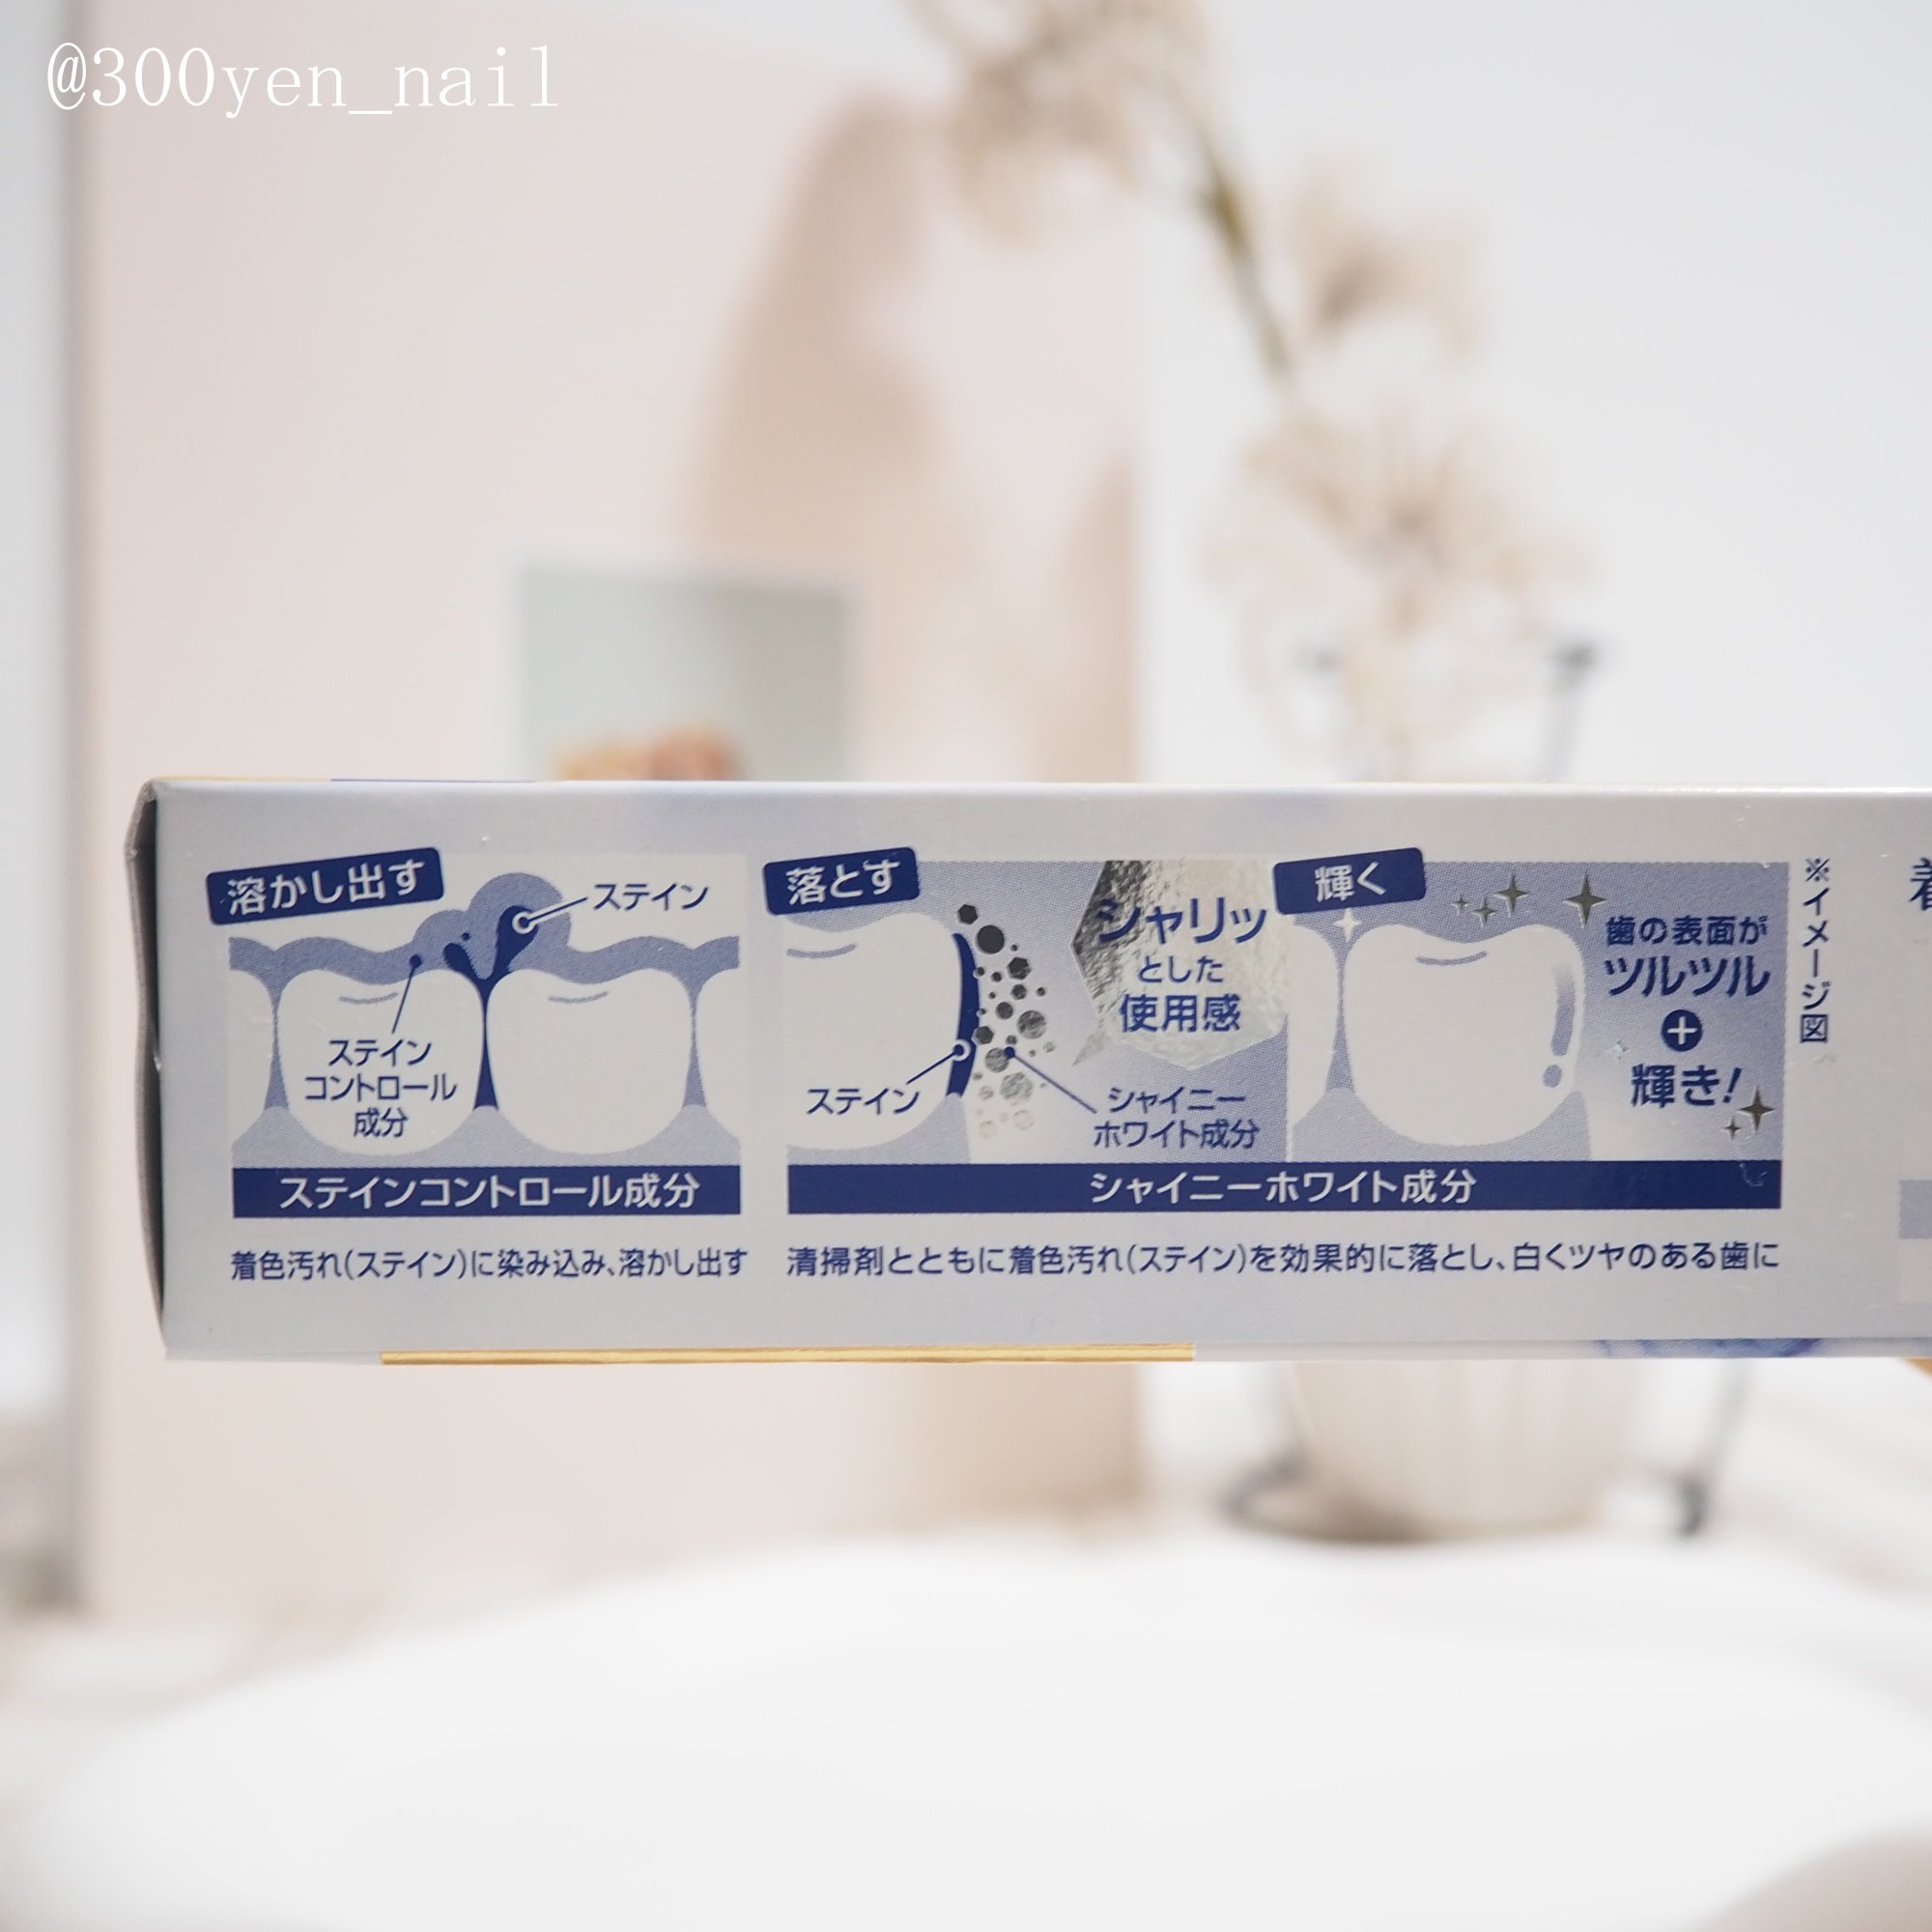 @300yen_nail
溶かし出す
ステイン
ステイン
コントロール
成分
ステインコントロール成分
着色汚れ(ステイン)に染み込み、溶かし出す
落とす
シャリッ
とした
使用感
ステイン
シャイニー
ホワイト成分
輝く
歯の表面が
ツルツル
+
輝き!
シャイニーホワイト成分
清掃剤とともに着色汚れ(ステイン)を効果的に落とし、白くツヤのある歯に
※イメージ図